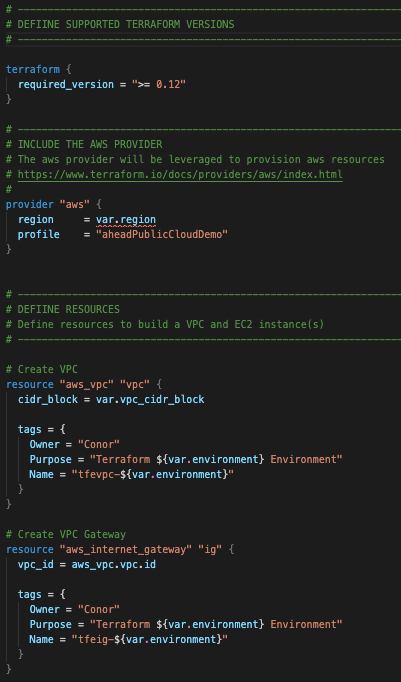 # ----------------------------------------------------------------
# DEFIINE SUPPORTED TERRAFORM VERSIONS
# ----------------------------------------------------------------
terraform {
  required_version = ">= 0.12"
}
# ----------------------------------------------------------------
# INCLUDE THE AWS PROVIDER
# The aws provider will be leveraged to provision aws resources
# https://www.terraform.io/docs/providers/aws/index.html
#
provider "aws" {
  region     = var.region
  profile    = "aheadPublicCloudDemo"
}
# ----------------------------------------------------------------
# DEFIINE RESOURCES
# Define resources to build a VPC and EC2 instance(s)
# ----------------------------------------------------------------
# Create VPC
resource "aws_vpc" "vpc" {
  cidr_block = var.vpc_cidr_block
  tags = {
    Owner = "Conor"
    Purpose = "Terraform ${var.environment} Environment"
    Name = "tfevpc-${var.environment}"
  }
}
# Create VPC Gateway
resource "aws_internet_gateway" "ig" {
  vpc_id = aws_vpc.vpc.id
  tags = {
    Owner = "Conor"
    Purpose = "Terraform ${var.environment} Environment"
    Name = "tfeig-${var.environment}"
  }
}